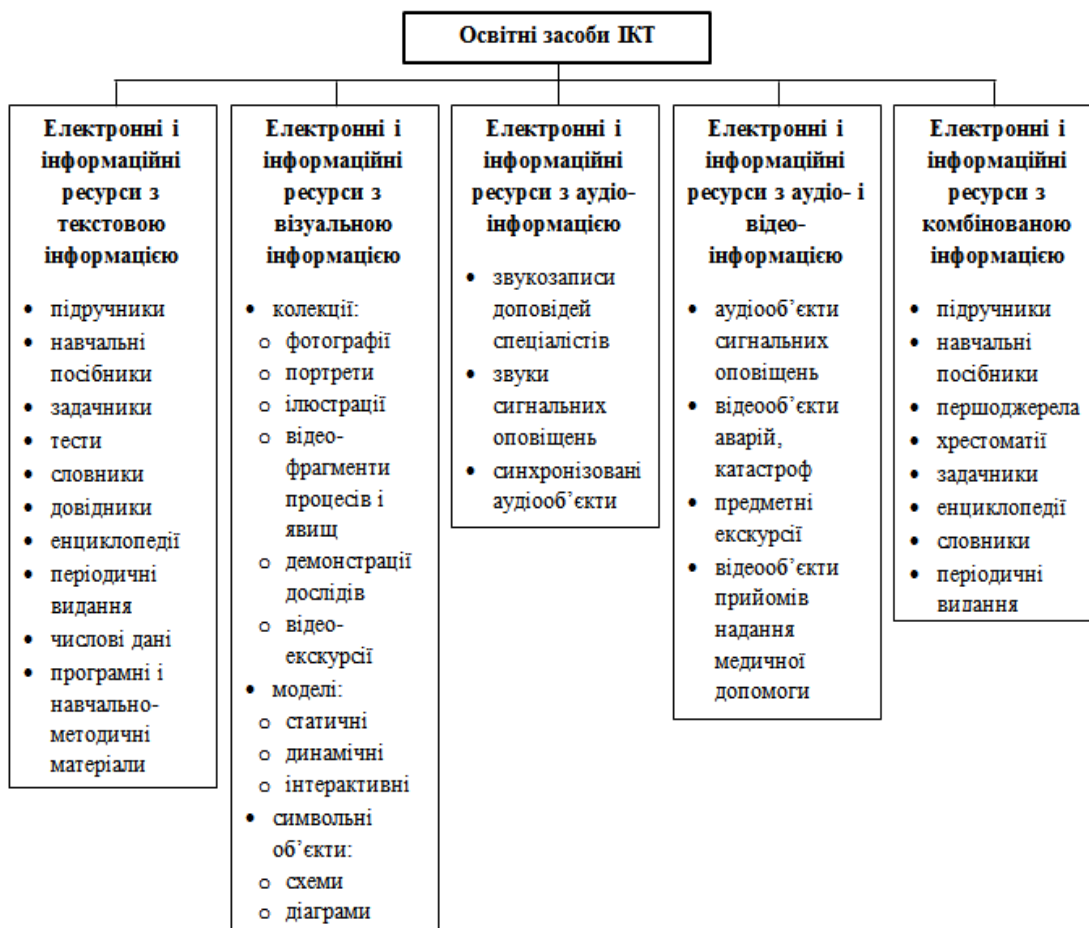 Освітні засоби ІКТ
Електронні і
інформаційні
ресурси з
текстовою
інформацією
• підручники
• навчальні
посібники
• задачники
• тести
• словники
• довідники
• енциклопедії
• періодичні
видання
• числові дані
• програмні і
навчально-
методичні
матеріали
Електронні і
інформаційні
ресурси з
візуальною
інформацією
• колекції:
o фотографії
o портрети
o ілюстрації
o відео-
фрагменти
процесів і
явищ
o демонстрації
дослідів
o відео-
екскурсії
• моделі:
o статичні
o динамічні
o інтерактивні
• символьні
об’єкти:
o схеми
o діаграми
Електронні і
інформаційні
ресурси з аудіо-
інформацією
• звукозаписи
доповідей
спеціалістів
• звуки
сигнальних
оповіщень
• синхронізовані
аудіооб’єкти
Електронні і
інформаційні
ресурси з аудіо- і
відео-
інформацією
• аудіооб’єкти
сигнальних
оповіщень
• відеооб’єкти
аварій,
катастроф
• предметні
екскурсії
• відеооб’єкти
прийомів
надання
медичної
допомоги
Електронні і
інформаційні
ресурси з
комбінованою
інформацією
• підручники
• навчальні
посібники
• першоджерела
• хрестоматії
• задачники
• енциклопедії
• словники
• періодичні
видання